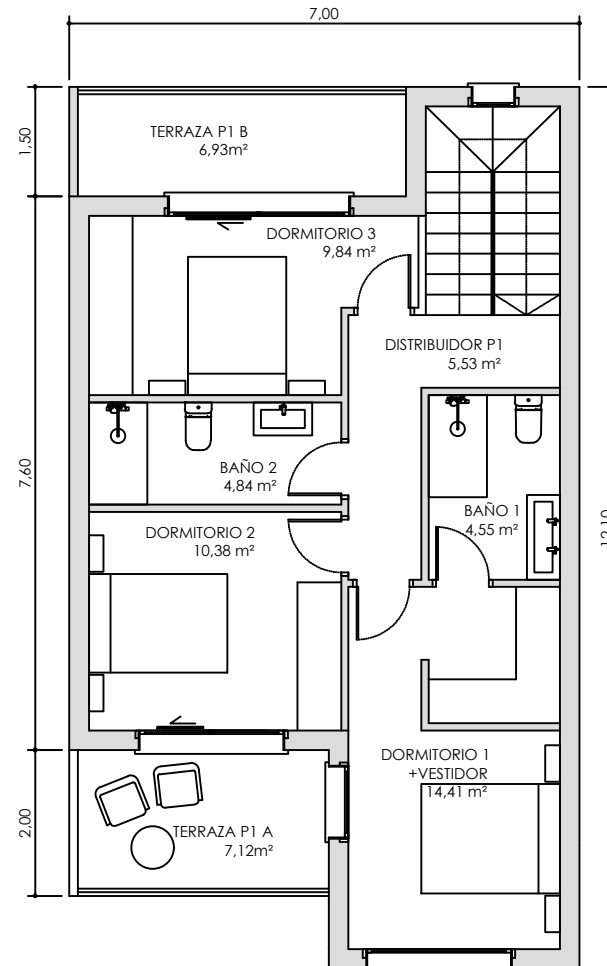 7,00
1,50
TERRAZA P1 B
6,93m²
DORMITORIO 3
9,84 m²
DISTRIBUIDOR P1
5,53 m²
7,60
BAÑO 2
4,84 m²
BAÑO 1
4,55 m²
12,10
DORMITORIO 2
10,38 m²
DORMITORIO 1
+VESTIDOR
14,41 m²
2,00
TERRAZA P1 A
7,12m²